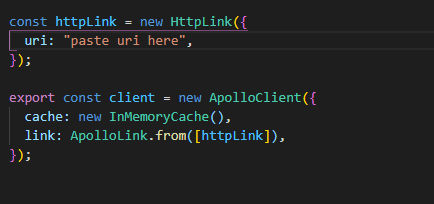 const httpLink = new HttpLink({
  uri: "paste uri here",
});

export const client = new ApolloClient({
  cache: new InMemoryCache(),
  link: ApolloLink.from([httpLink]),
});